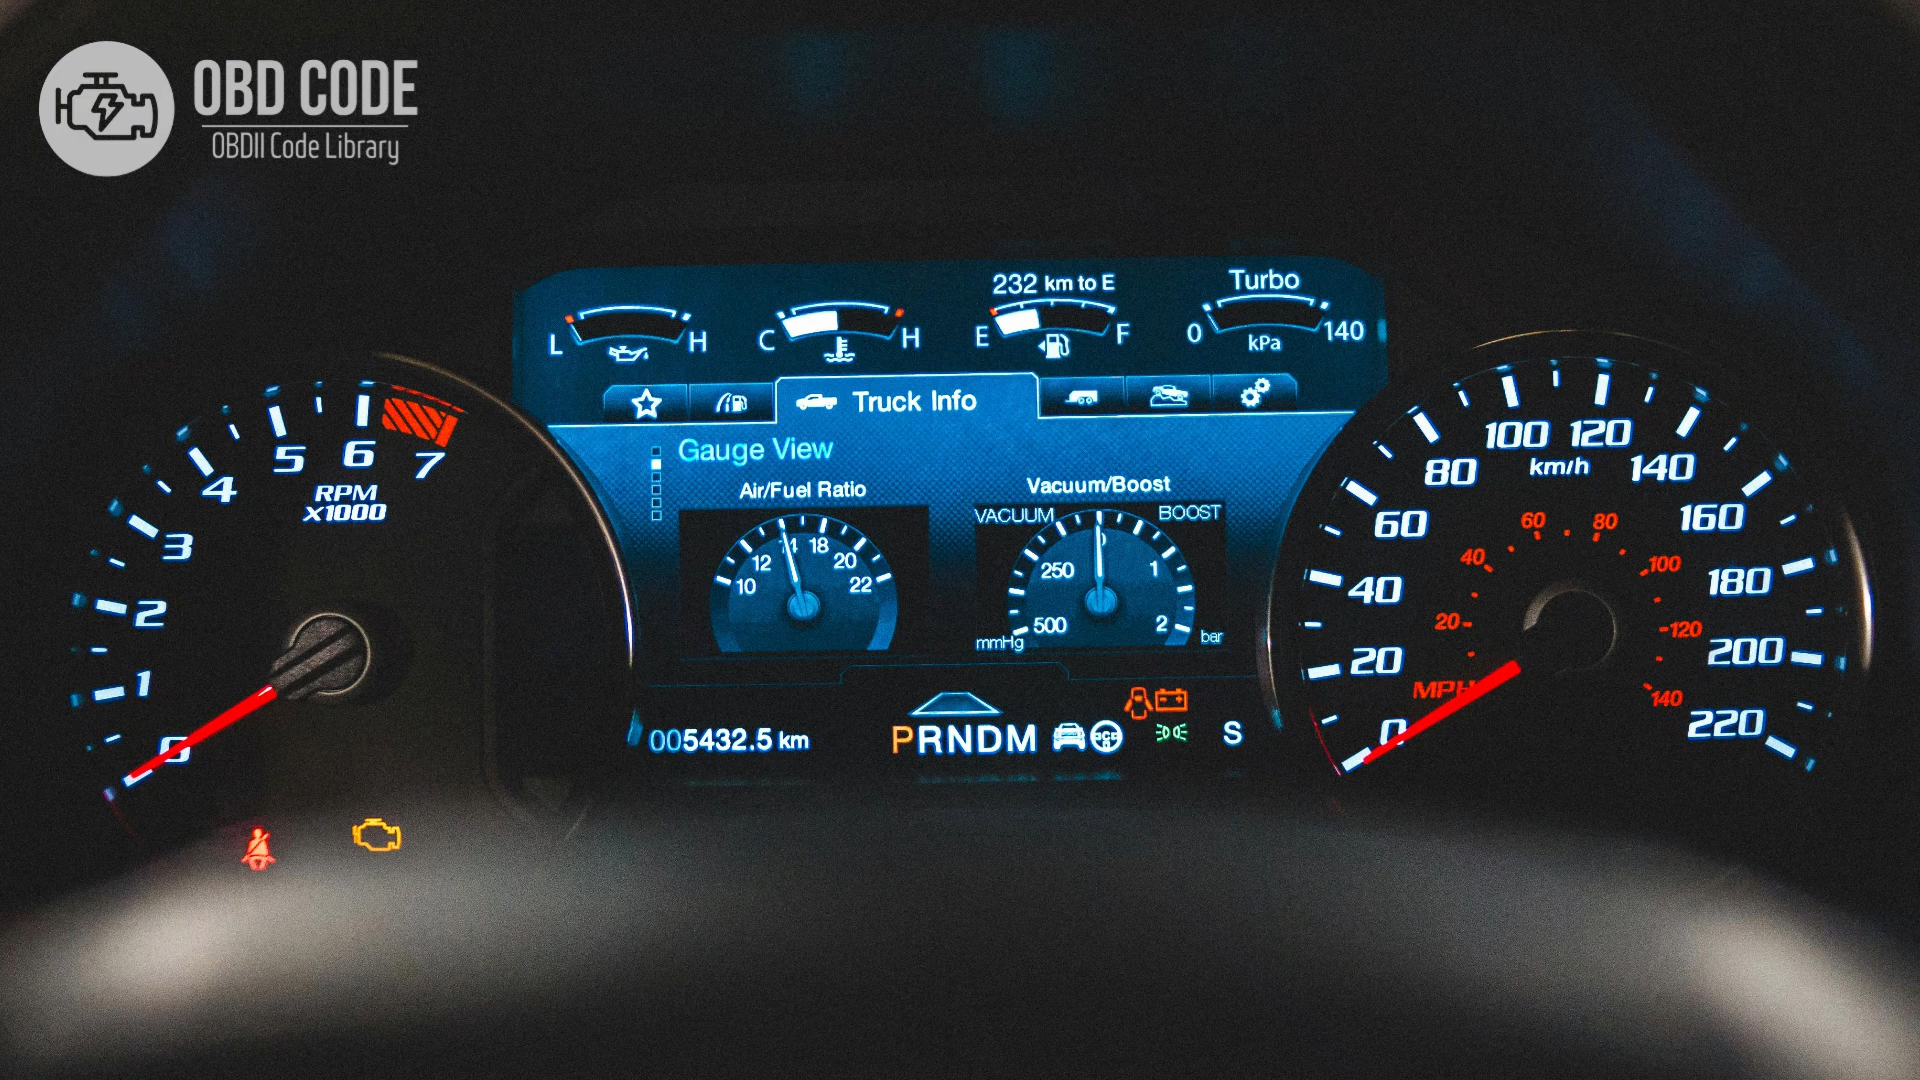 OBD CODE
OBDII Code Library
232 km to E
Turbo
L H
C H
E F
0 140
kPa
Truck Info
Gauge View
Air/Fuel Ratio
10 12 14 18 20 22
Vacuum/Boost
VACUUM BOOST
500 250 0 1 2
mmHg bar
005432.5 km
PRNDM
S
0 1 2 3 4 5 6 7
RPM
X1000
0 20 40 60 80 100 120 140 160 180 200 220
km/h
20 40 60 80 100 120 140
MPH